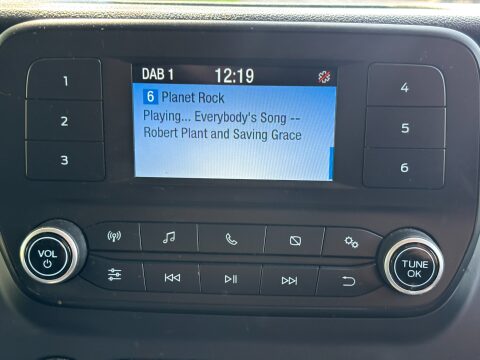 DAB 1 12:19
6 Planet Rock
Playing... Everybody's Song --
Robert Plant and Saving Grace
1
2
3
4
5
6
VOL
TUNE
OK